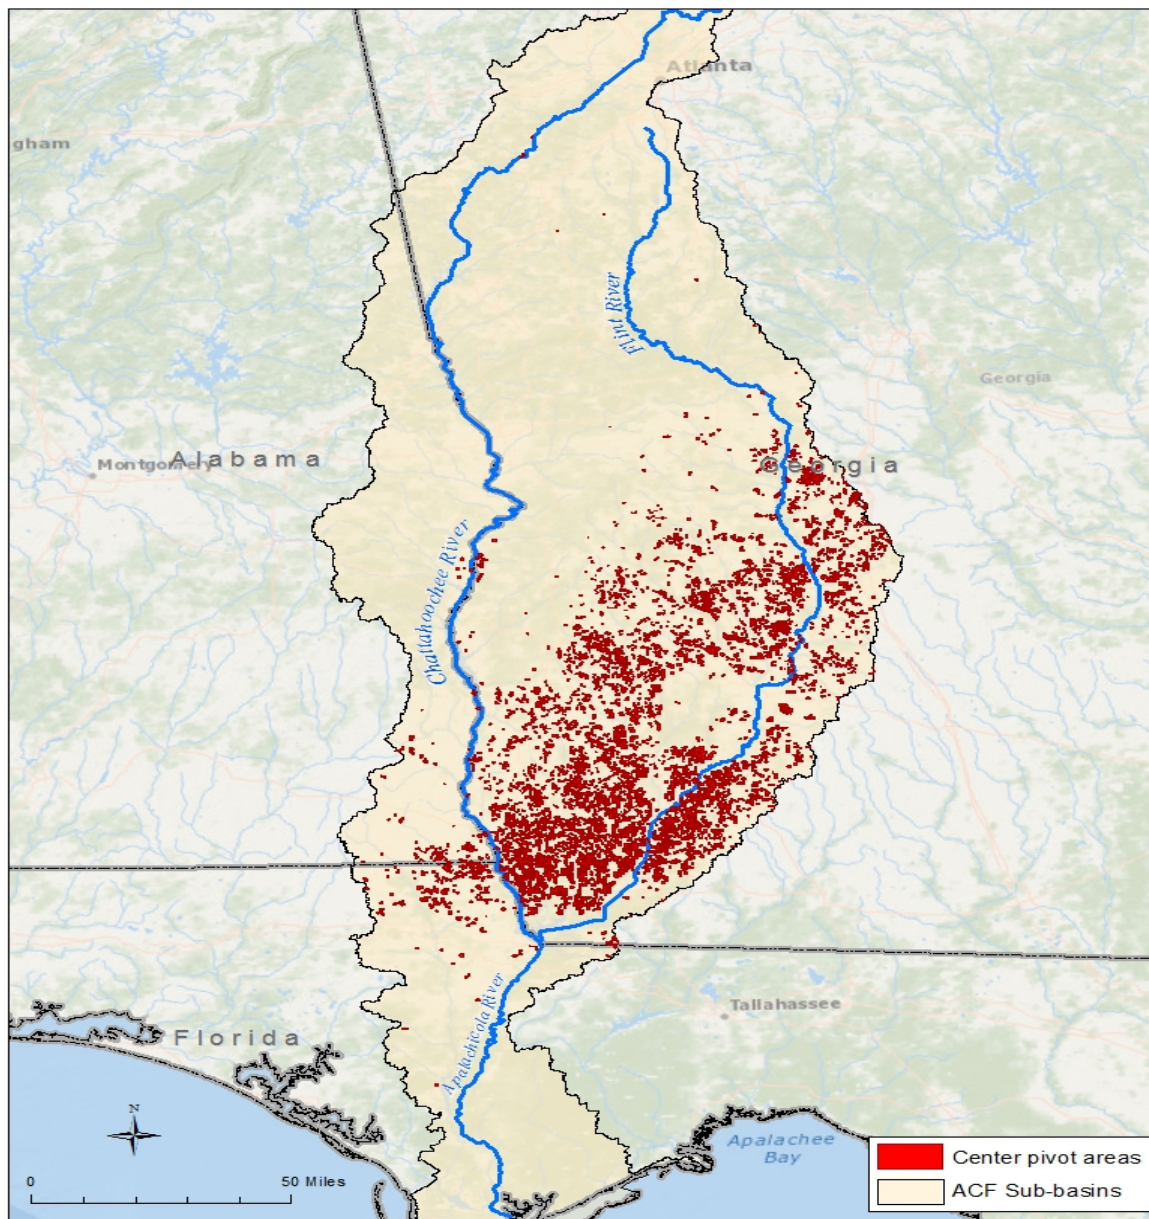 Atlanta
gham
Flint River
Georgia
Montgomery
Alabama
Georgia
Chattahoochee River
Apalachicola River
Tallahassee
Florida
N
Apalachee
Bay
0
50 Miles
Center pivot areas
ACF Sub-basins